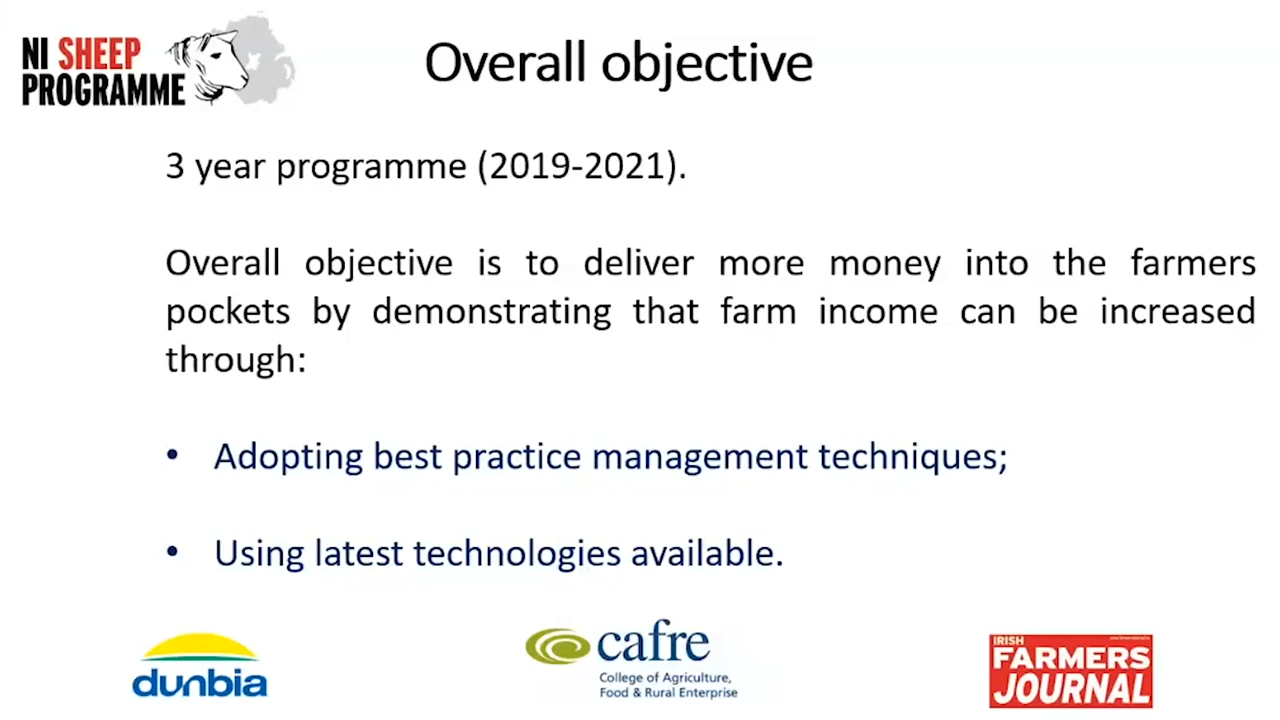 NI SHEEP
PROGRAMME
Overall objective
3 year programme (2019-2021).
Overall objective is to deliver more money into the farmers
pockets by demonstrating that farm income can be increased
through:
• Adopting best practice management techniques;
• Using latest technologies available.
dunbia
cafre
College of Agriculture,
Food & Rural Enterprise
IRISH
FARMERS
JOURNAL